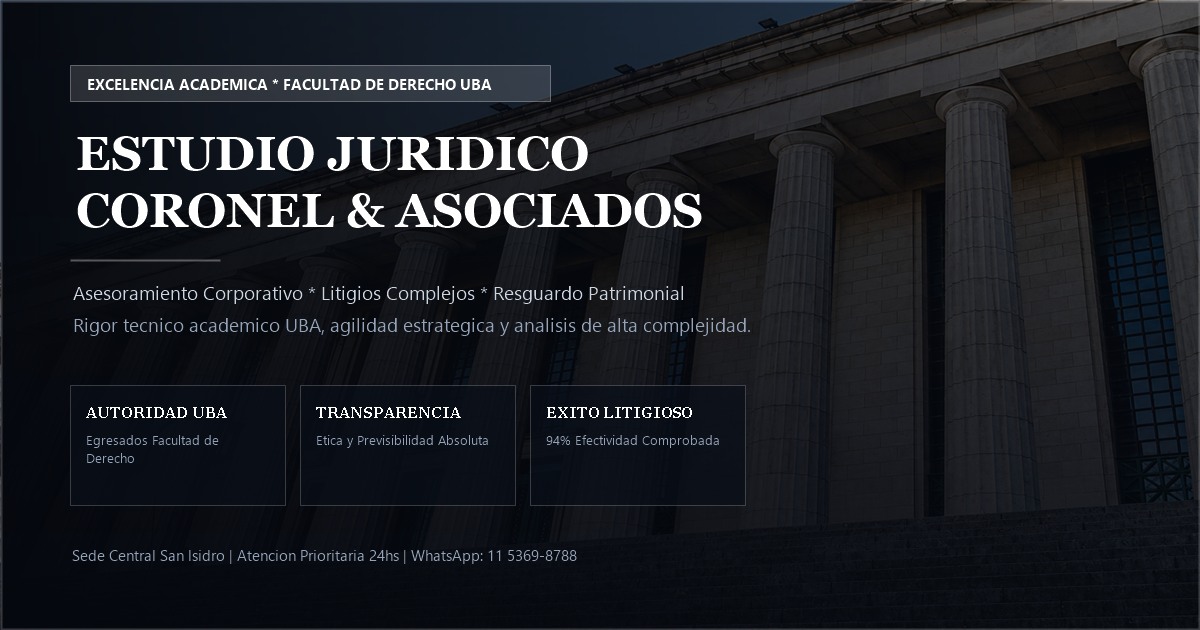 EXCELENCIA ACADEMICA * FACULTAD DE DERECHO UBA
ESTUDIO JURIDICO
CORONEL & ASOCIADOS
Asesoramiento Corporativo * Litigios Complejos * Resguardo Patrimonial
Rigor tecnico academico UBA, agilidad estrategica y analisis de alta complejidad.
AUTORIDAD UBA
Egresados Facultad de
Derecho
TRANSPARENCIA
Etica y Previsibilidad Absoluta
EXITO LITIGIOSO
94% Efectividad Comprobada
Sede Central San Isidro | Atencion Prioritaria 24hs | WhatsApp: 11 5369-8788